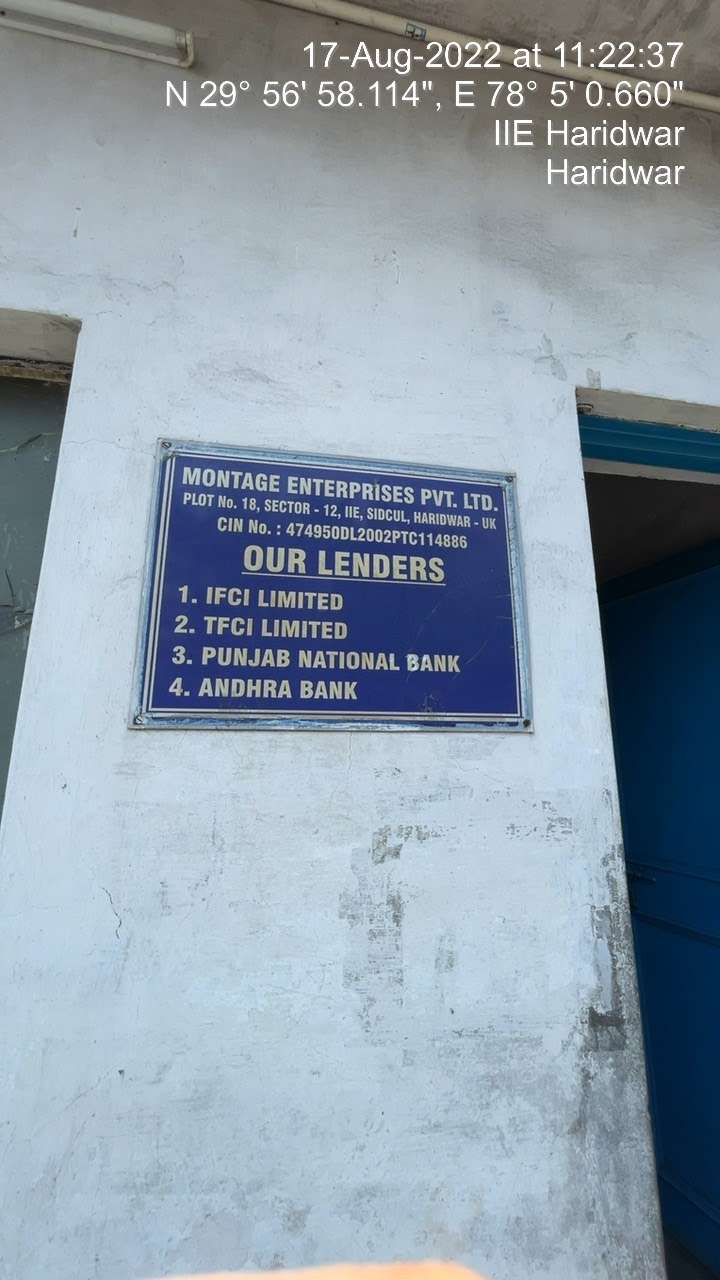 17-Aug-2022 at 11:22:37
N 29° 56' 58.114", E 78° 5' 0.660"
IIE Haridwar
Haridwar
MONTAGE ENTERPRISES PVT. LTD.
PLOT No. 18, SECTOR - 12, IIE, SIDCUL, HARIDWAR - UK
CIN No. : 474950DL2002PTC114886
OUR LENDERS
1. IFCI LIMITED
2. TFCI LIMITED
3. PUNJAB NATIONAL BANK
4. ANDHRA BANK